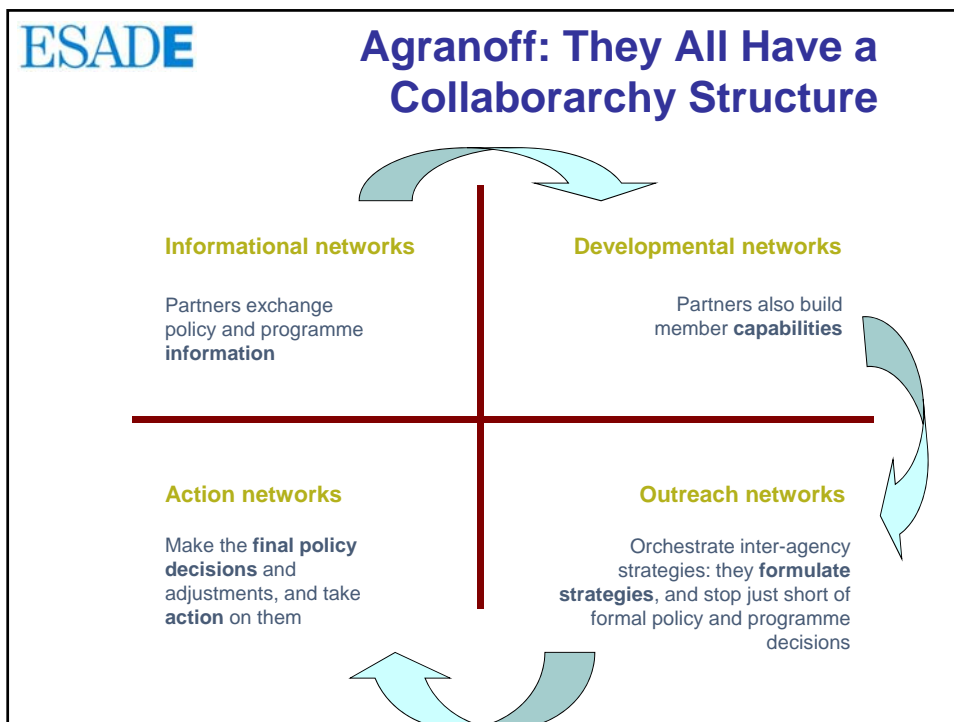 ESADE
Agranoff: They All Have a
Collaborarchy Structure
Informational networks
Partners exchange
policy and programme
information
Developmental networks
Partners also build
member capabilities
Action networks
Make the final policy
decisions and
adjustments, and take
action on them
Outreach networks
Orchestrate inter-agency
strategies: they formulate
strategies, and stop just short of
formal policy and programme
decisions